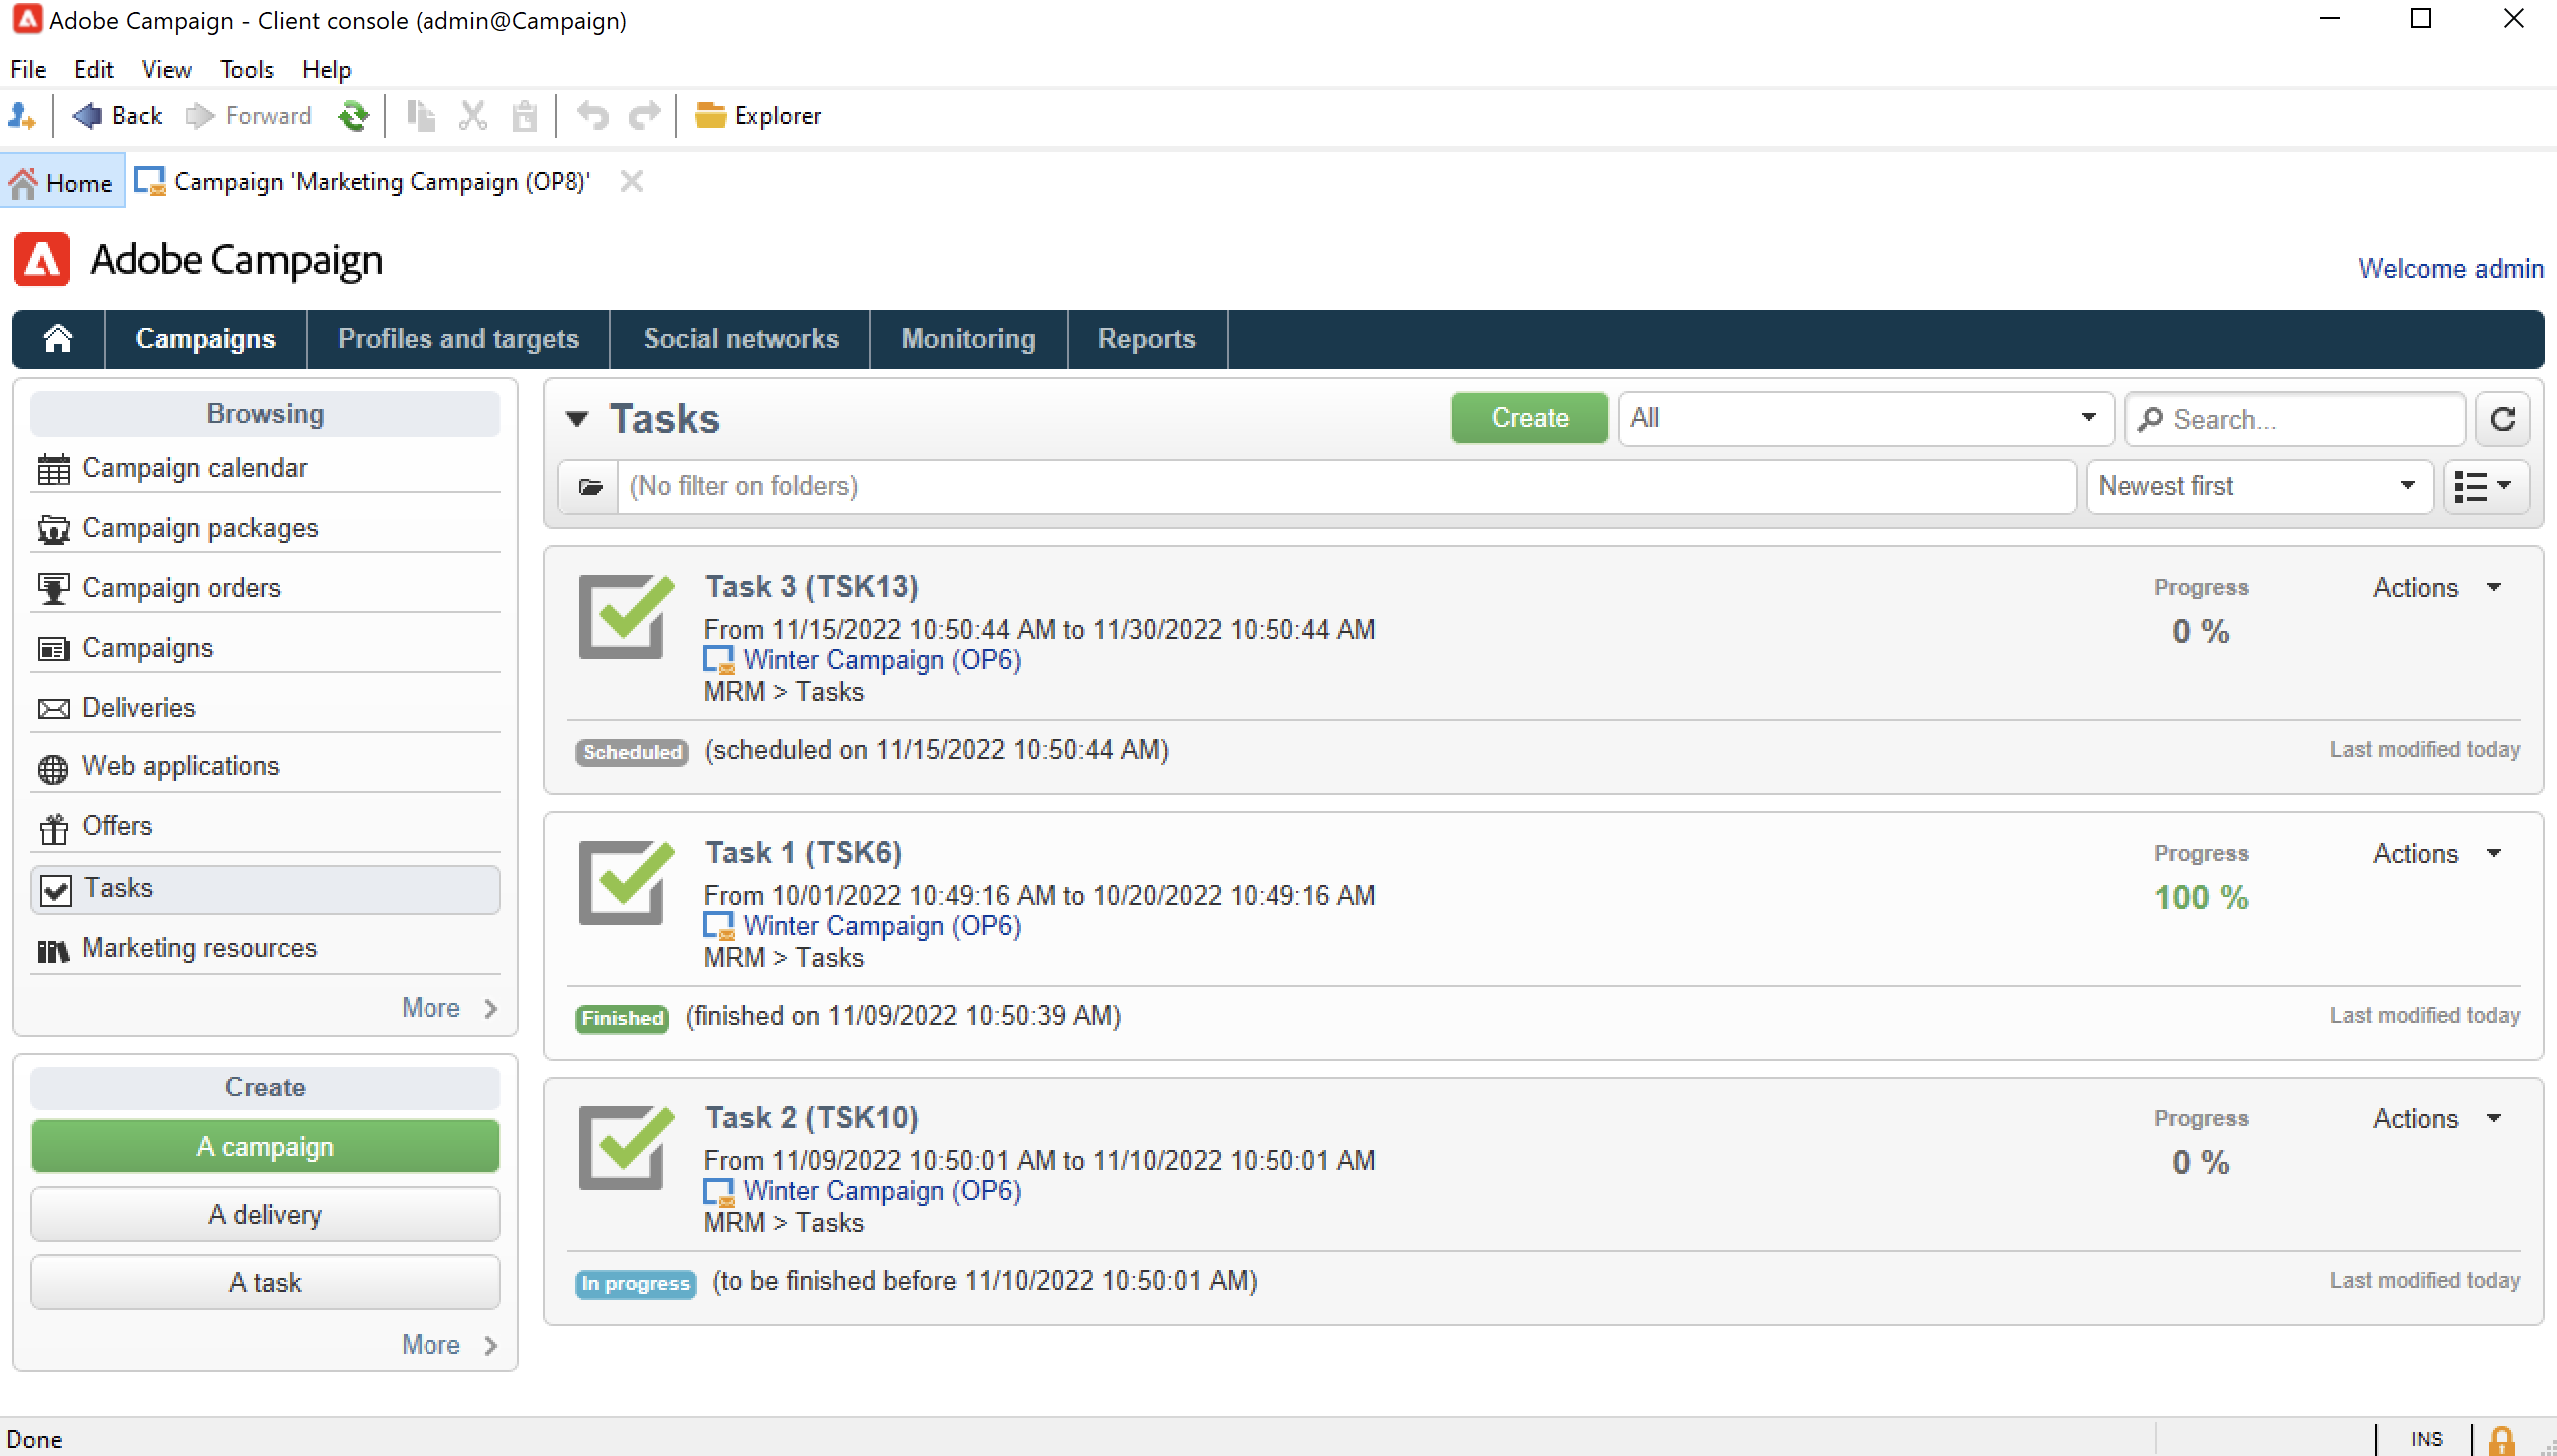 Adobe Campaign - Client console (admin@Campaign)
File Edit View Tools Help
Back Forward Explorer
Home Campaign 'Marketing Campaign (OP8)'
Adobe Campaign
Welcome admin
Campaigns Profiles and targets Social networks Monitoring Reports
Browsing
Campaign calendar
Campaign packages
Campaign orders
Campaigns
Deliveries
Web applications
Offers
Tasks
Marketing resources
More
Create
A campaign
A delivery
A task
More
Tasks Create All Search...
(No filter on folders) Newest first
Task 3 (TSK13) Progress Actions
From 11/15/2022 10:50:44 AM to 11/30/2022 10:50:44 AM 0 %
Winter Campaign (OP6)
MRM > Tasks
Scheduled (scheduled on 11/15/2022 10:50:44 AM) Last modified today
Task 1 (TSK6) Progress Actions
From 10/01/2022 10:49:16 AM to 10/20/2022 10:49:16 AM 100 %
Winter Campaign (OP6)
MRM > Tasks
Finished (finished on 11/09/2022 10:50:39 AM) Last modified today
Task 2 (TSK10) Progress Actions
From 11/09/2022 10:50:01 AM to 11/10/2022 10:50:01 AM 0 %
Winter Campaign (OP6)
MRM > Tasks
In progress (to be finished before 11/10/2022 10:50:01 AM) Last modified today
Done INS